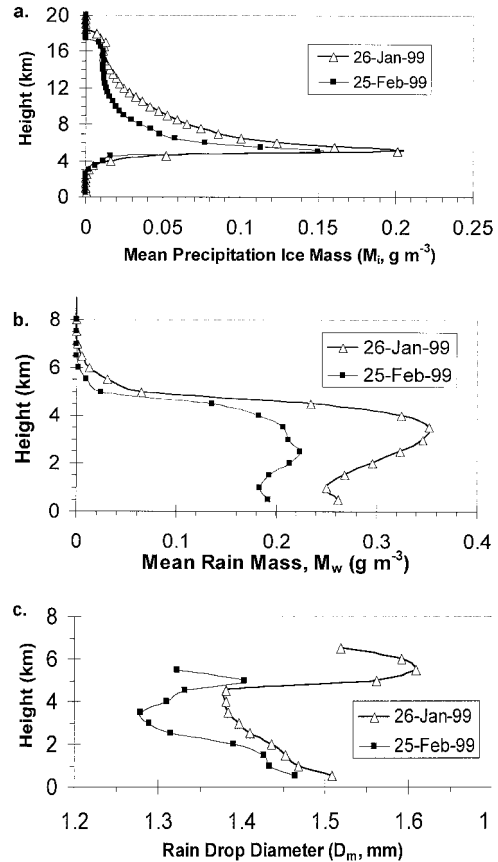 a.
20
16
12
8
4
0
Height (km)
26-Jan-99
25-Feb-99
0 0.05 0.1 0.15 0.2 0.25
Mean Precipitation Ice Mass (Mi, g m-3)
b.
8
6
4
2
0
Height (km)
26-Jan-99
25-Feb-99
0 0.1 0.2 0.3 0.4
Mean Rain Mass, Mw (g m-3)
c.
8
6
4
2
0
Height (km)
26-Jan-99
25-Feb-99
1.2 1.3 1.4 1.5 1.6 1
Rain Drop Diameter (Dm, mm)